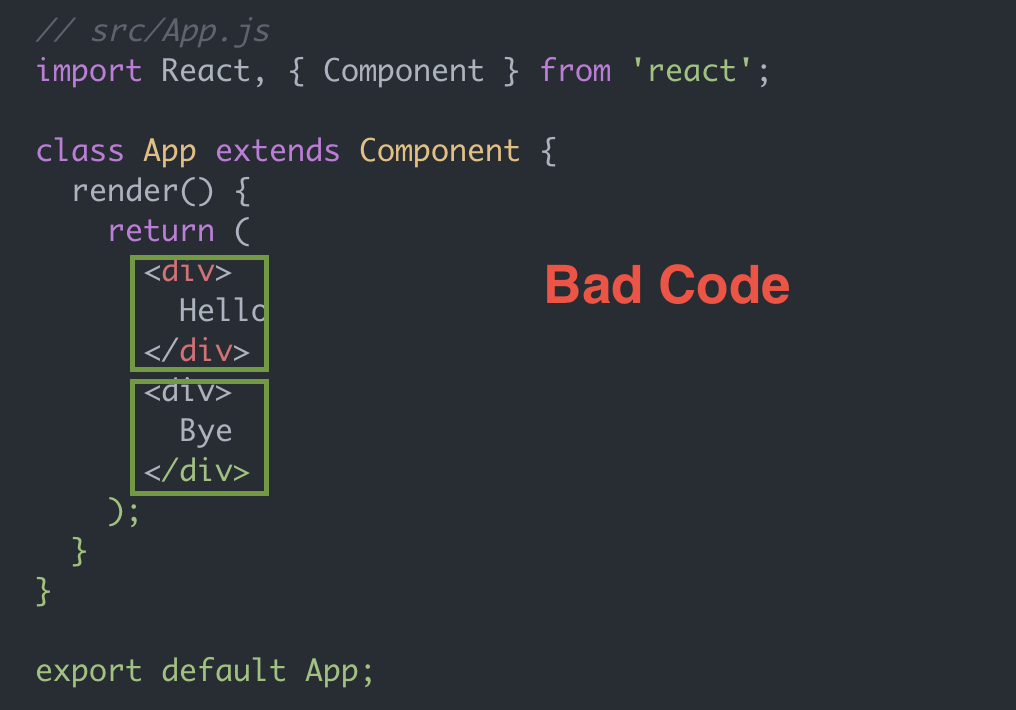 // src/App.js
import React, { Component } from 'react';
class App extends Component {
render() {
return (
<div>
Hello
</div>
<div>
Bye
</div>
);
}
}
export default App;
Bad Code